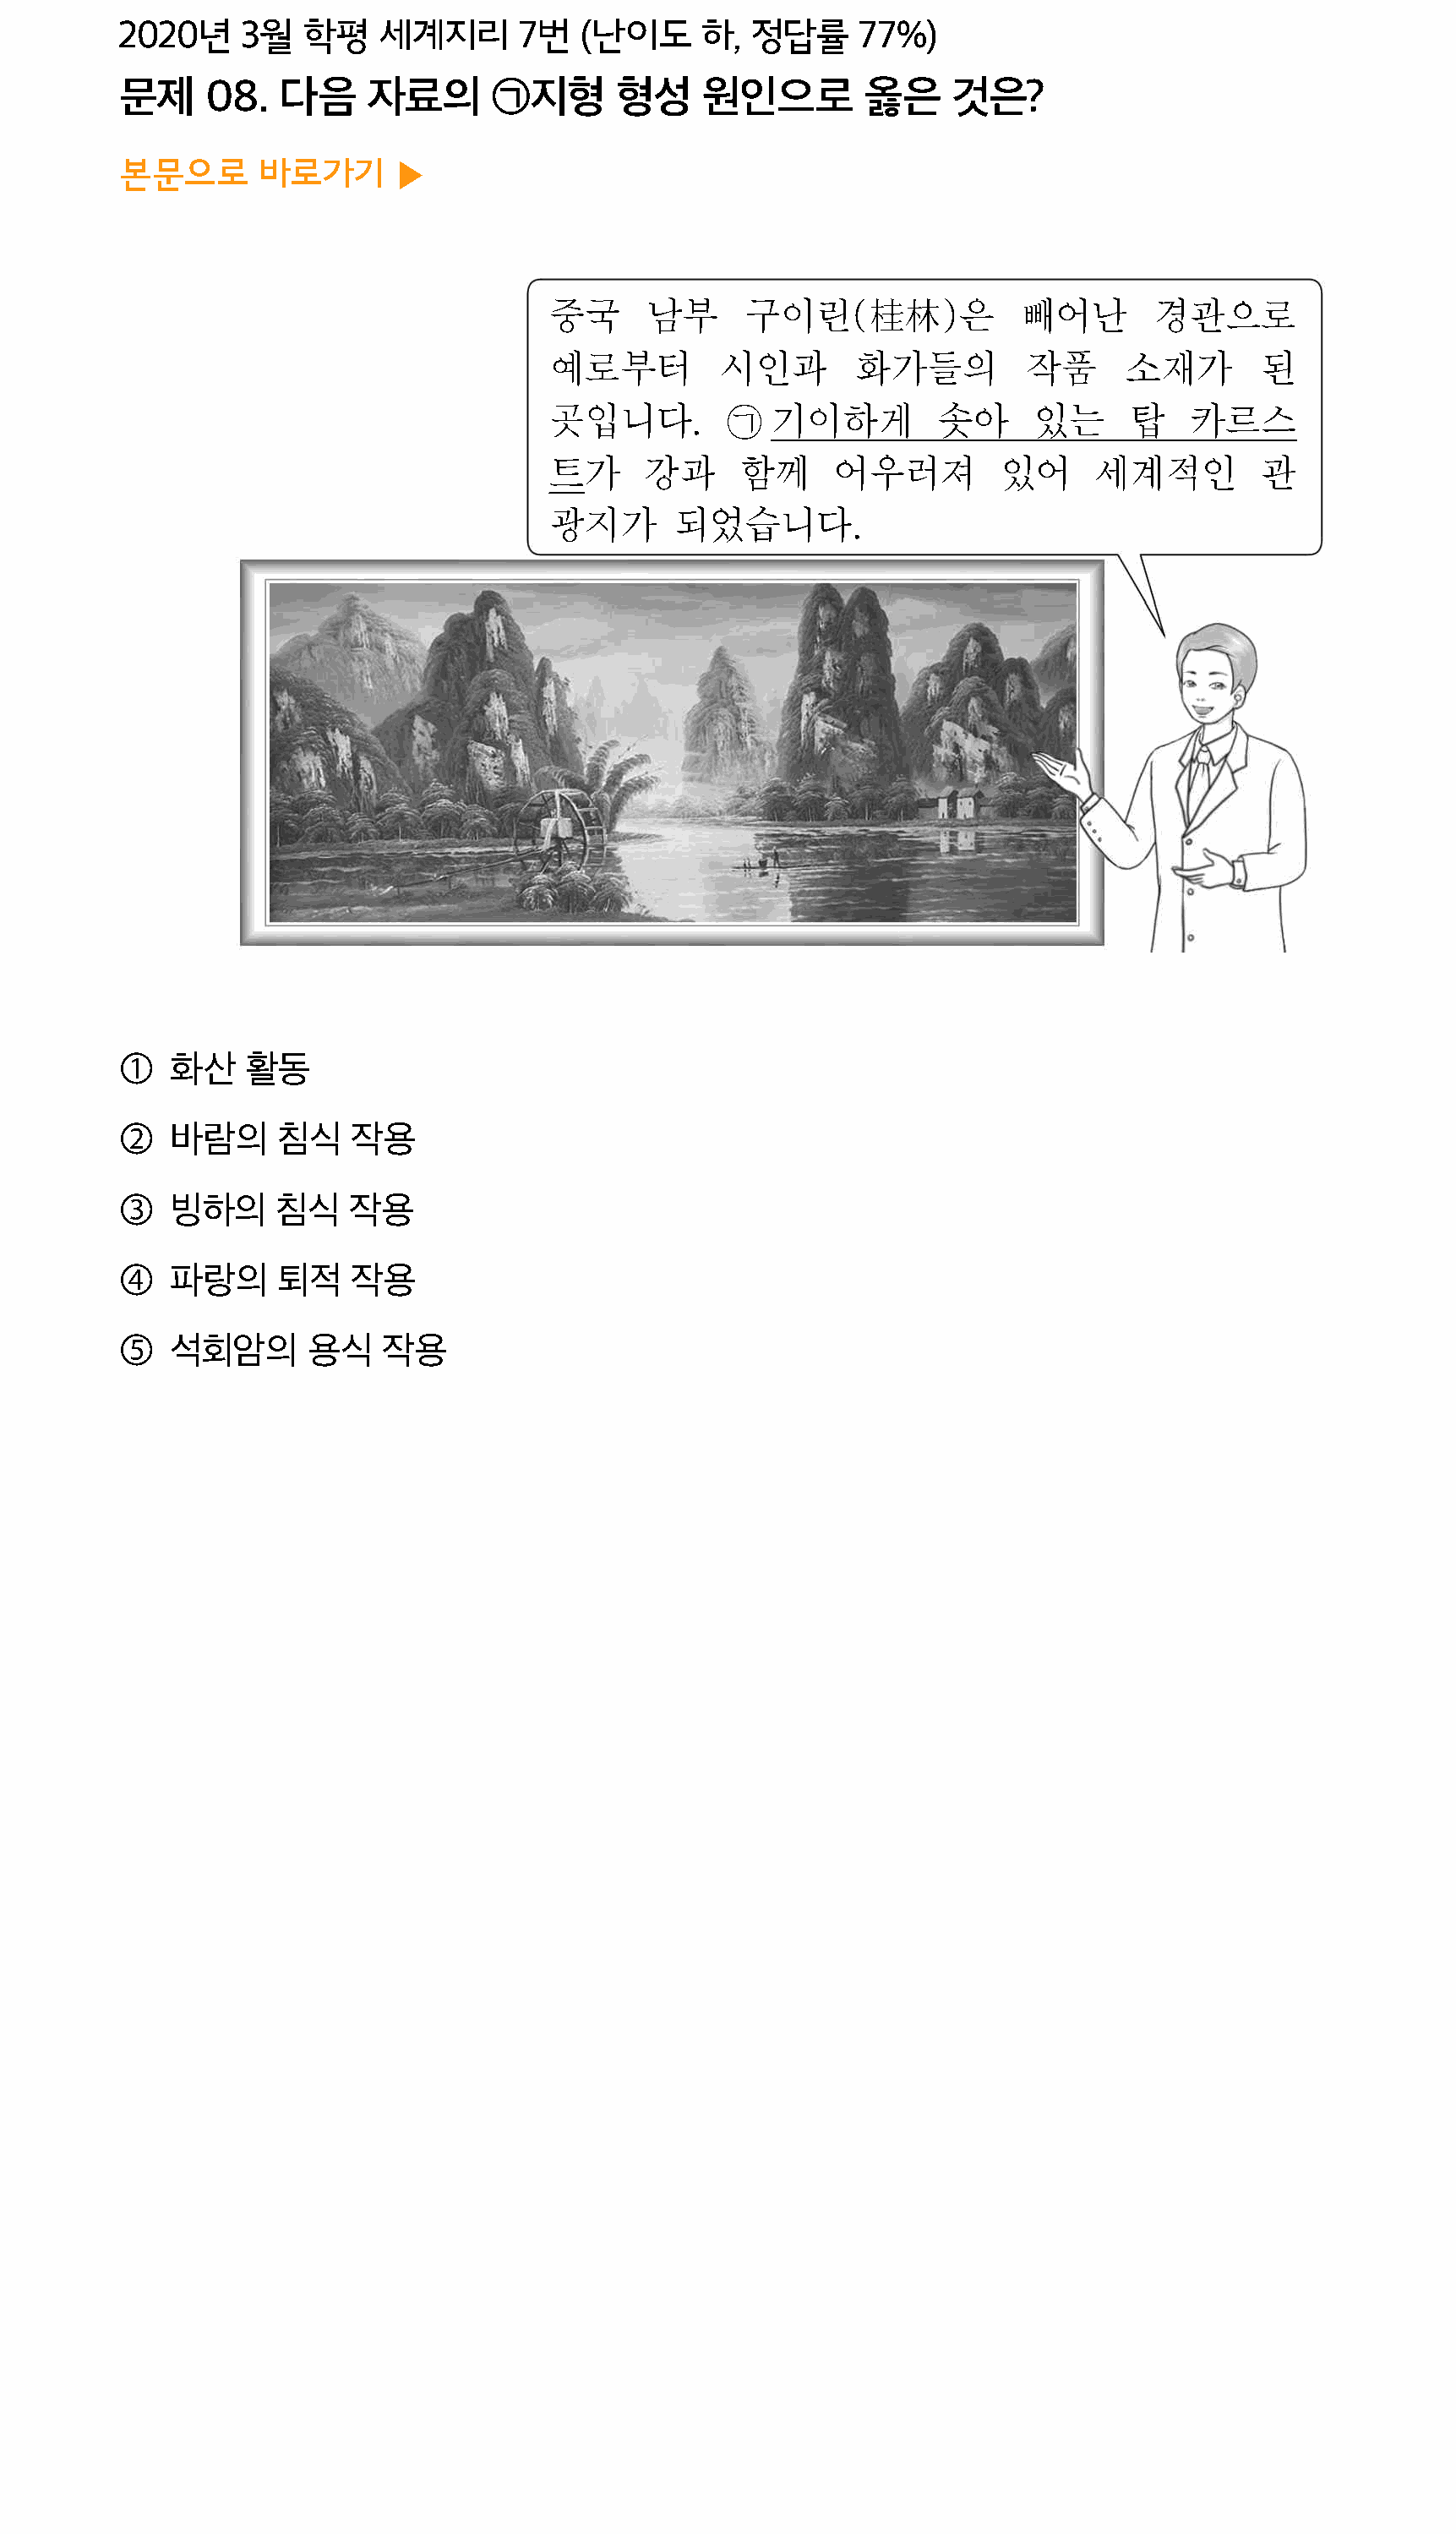 2020년 3월 학평 세계지리 7번 (난이도 하, 정답률 77%)
문제 08. 다음 자료의 ㉠지형 형성 원인으로 옳은 것은?
본문으로 바로가기 ▶
중국 남부 구이린(桂林)은 빼어난 경관으로
예로부터 시인과 화가들의 작품 소재가 된
곳입니다. ㉠ 기이하게 솟아 있는 탑 카르스
트가 강과 함께 어우러져 있어 세계적인 관
광지가 되었습니다.
① 화산 활동
② 바람의 침식 작용
③ 빙하의 침식 작용
④ 파랑의 퇴적 작용
⑤ 석회암의 용식 작용